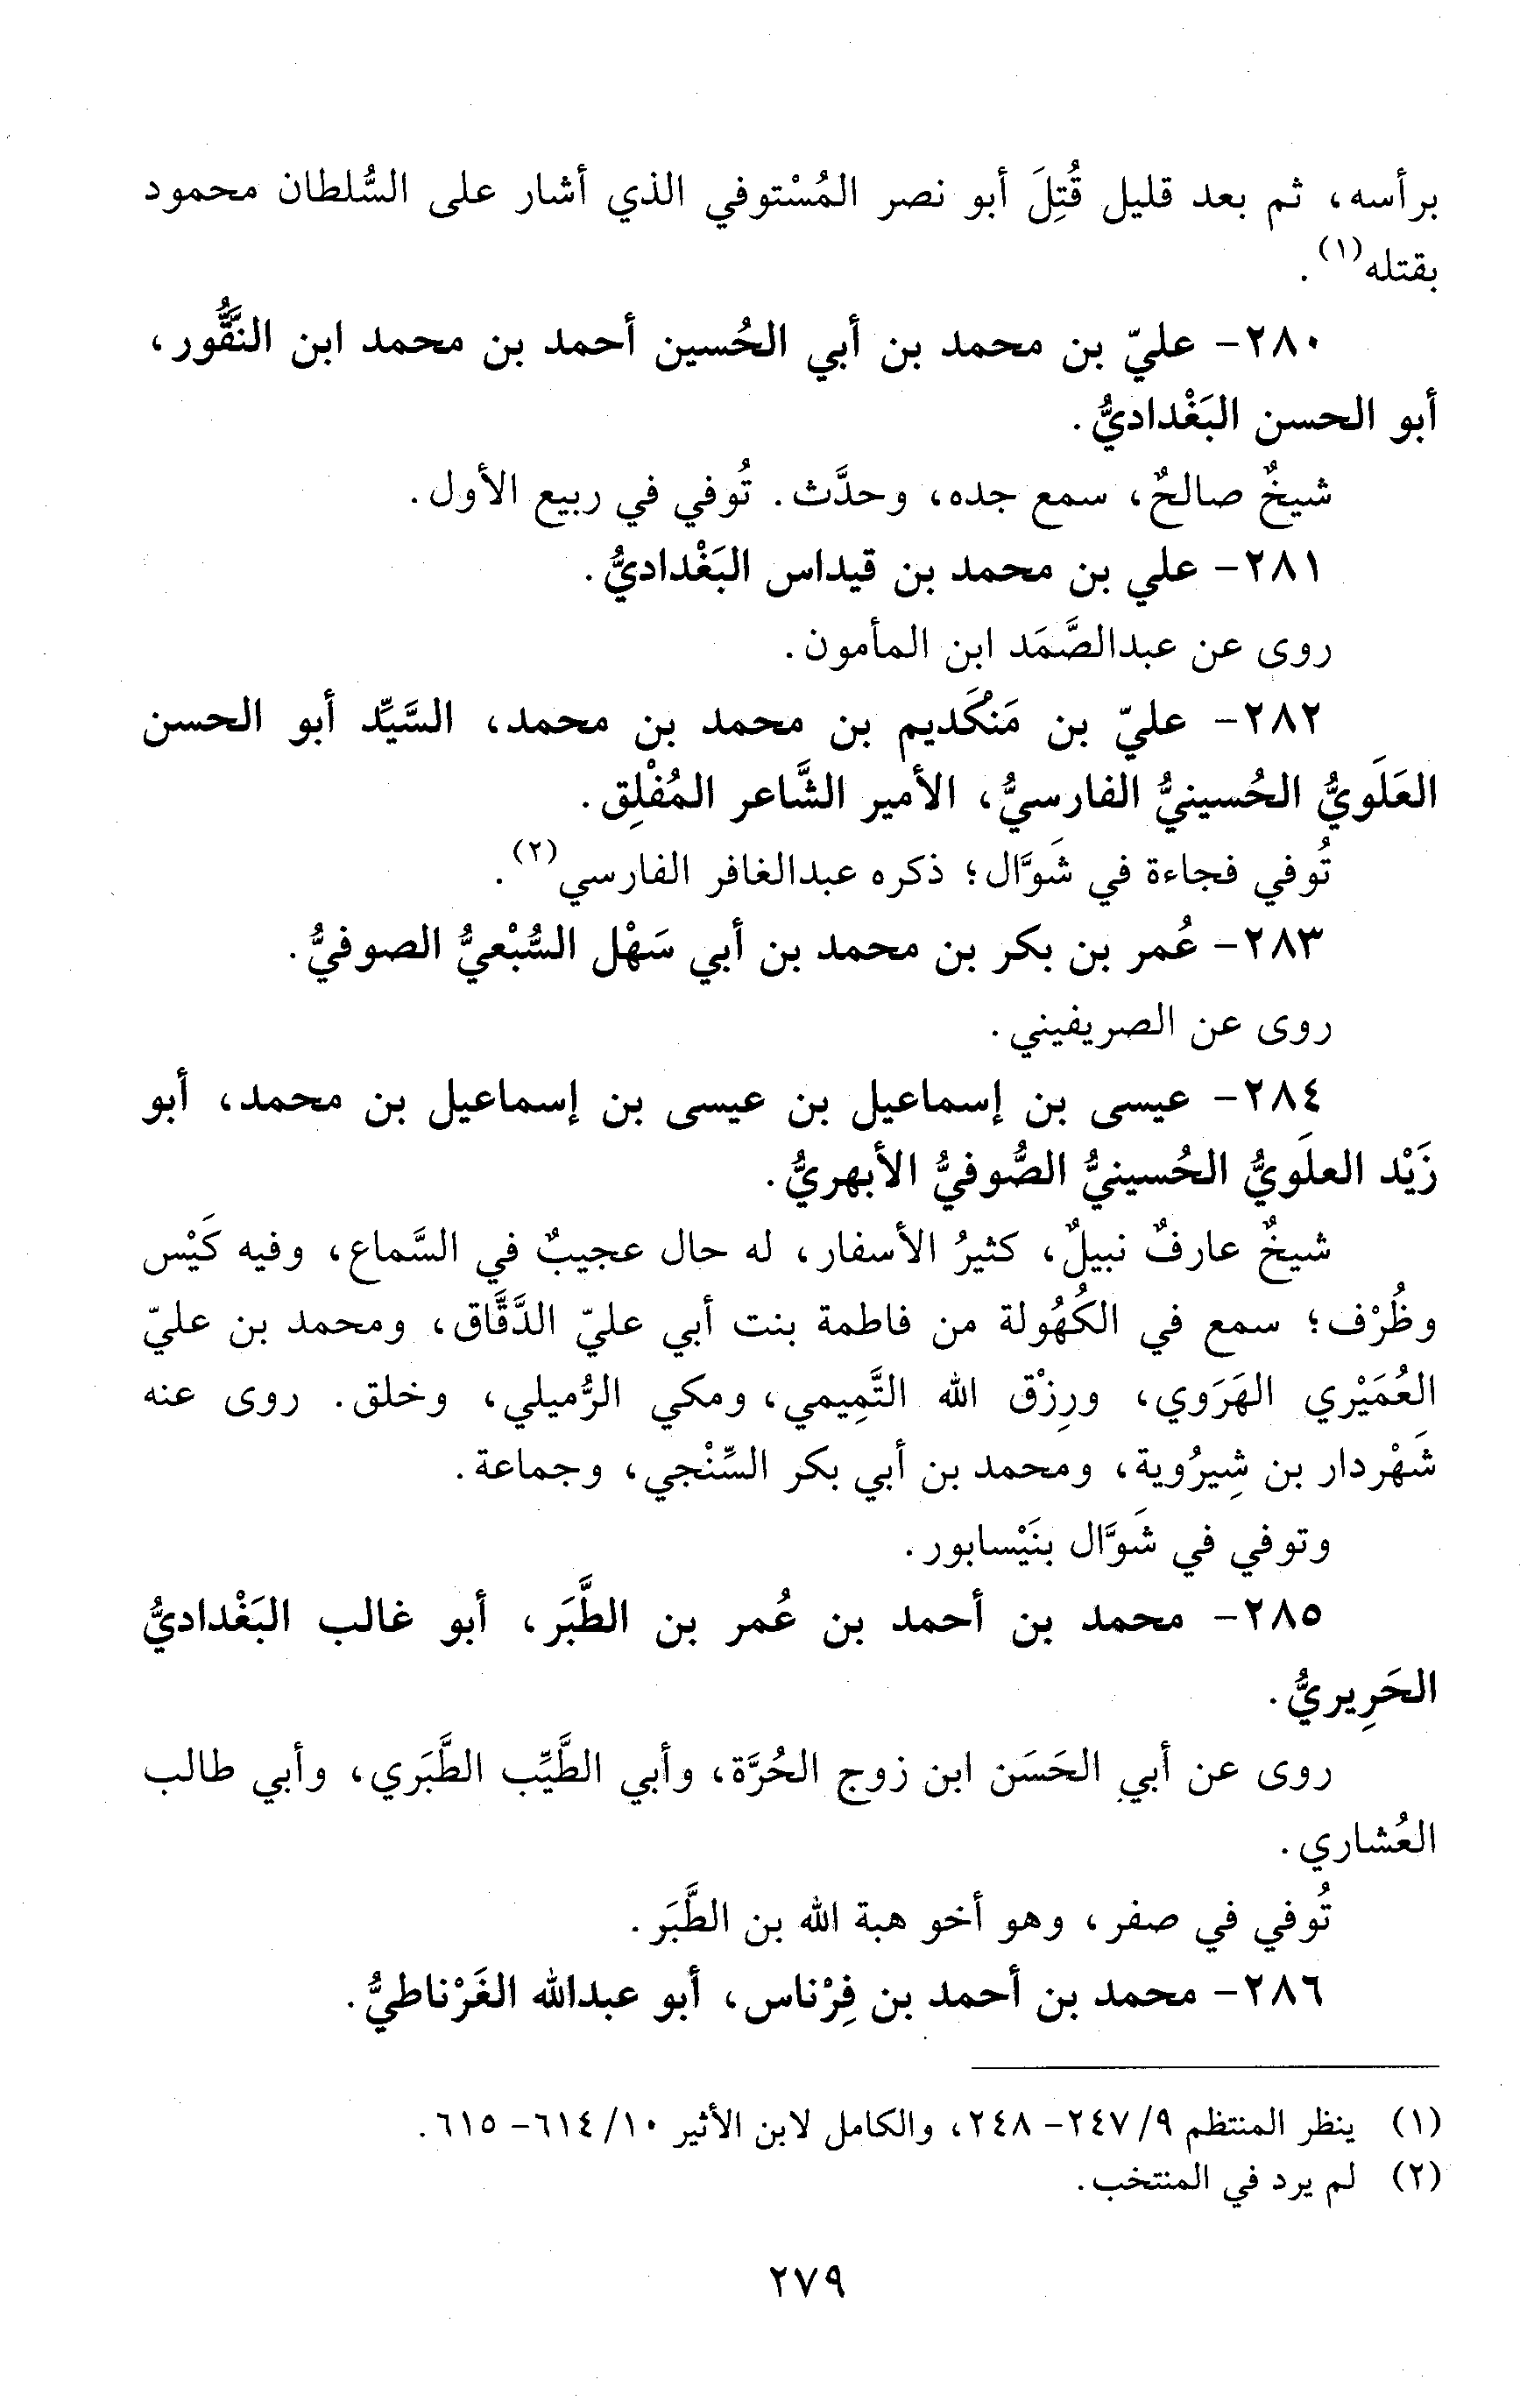 برأسه، ثم بعد قليل قُتِلَ أبو نصر المُسْتوفي الذي أشار على السُّلطان محمود
بقتله(١).
٢٨٠- عليّ بن محمد بن أبي الحُسين أحمد بن محمد ابن النَّقُّور،
أبو الحسن البَغْداديُّ.
شيخٌ صالحٌ، سمع جده، وحدَّث. تُوفي في ربيع الأول.
٢٨١- علي بن محمد بن قيداس البَغْداديُّ.
روى عن عبدالصَّمَد ابن المأمون.
٢٨٢- عليّ بن مَنْكَديم بن محمد بن محمد، السَّيِّد أبو الحسن
العَلَويُّ الحُسينيُّ الفارسيُّ، الأمير الشَّاعر المُفْلِق.
تُوفي فجاءة في شَوَّال؛ ذكره عبدالغافر الفارسي(٢).
٢٨٣- عُمر بن بكر بن محمد بن أبي سَهْل السُّبْعيُّ الصوفيُّ.
روى عن الصريفيني.
٢٨٤- عيسى بن إسماعيل بن عيسى بن إسماعيل بن محمد، أبو
زَيْد العلَويُّ الحُسينيُّ الصُّوفيُّ الأبهريُّ.
شيخٌ عارفٌ نبيلٌ، كثيرُ الأسفار، له حال عجيبٌ في السَّماع، وفيه كَيْس
وظُرْف؛ سمع في الكُهُولة من فاطمة بنت أبي عليّ الدَّقَّاق، ومحمد بن عليّ
العُمَيْري الهَرَوي، ورِزْق الله التَّمِيمي، ومكي الرُّميلي، وخلق. روى عنه
شَهْردار بن شِيرُوية، ومحمد بن أبي بكر السِّنْجي، وجماعة.
وتوفي في شَوَّال بنَيْسابور.
٢٨٥- محمد بن أحمد بن عُمر بن الطَّبَر، أبو غالب البَغْداديُّ
الحَرِيريُّ.
روى عن أبي الحَسَن ابن زوج الحُرَّة، وأبي الطَّيِّب الطَّبَري، وأبي طالب
العُشاري.
تُوفي في صفر، وهو أخو هبة الله بن الطَّبَر.
٢٨٦- محمد بن أحمد بن فِرْناس، أبو عبدالله الغَرْناطيُّ.
(١) ينظر المنتظم ٩/ ٢٤٧- ٢٤٨، والكامل لابن الأثير ١٠/ ٦١٤- ٦١٥.
(٢) لم يرد في المنتخب.
٢٧٩